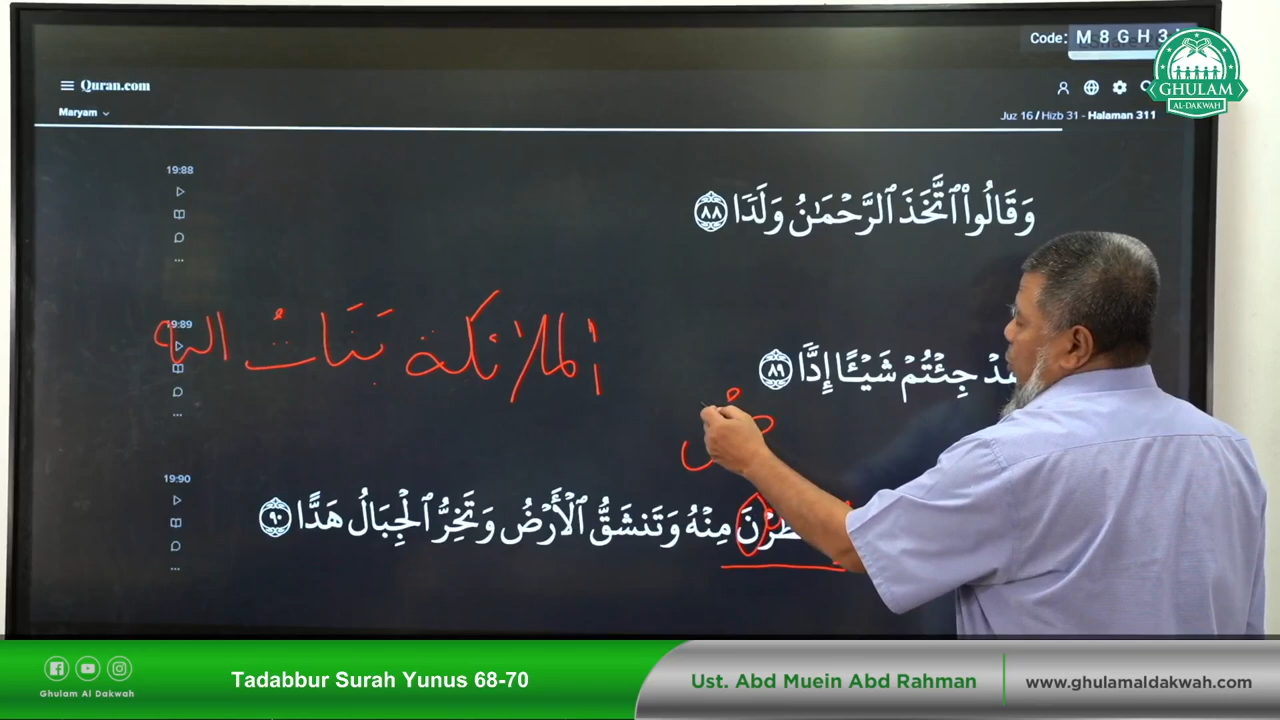 Code: M 8 G H 3
GHULAM
AL-DAKWAH
Quran.com
Maryam
Juz 16 / Hizb 31 - Halaman 311
19:88
وَقَالُوا۟ ٱتَّخَذَ ٱلرَّحْمَـٰنُ وَلَدًا ٨٨
19:89
الملائكة بَنَاتُ الله
جِئْتُمْ شَيْـًٔا إِدًّا ٨٩
19:90
مِنْهُ وَتَنشَقُّ ٱلْأَرْضُ وَتَخِرُّ ٱلْجِبَالُ هَدًّا ٩٠
Ghulam Al Dakwah
Tadabbur Surah Yunus 68-70
Ust. Abd Muein Abd Rahman
www.ghulamaldakwah.com